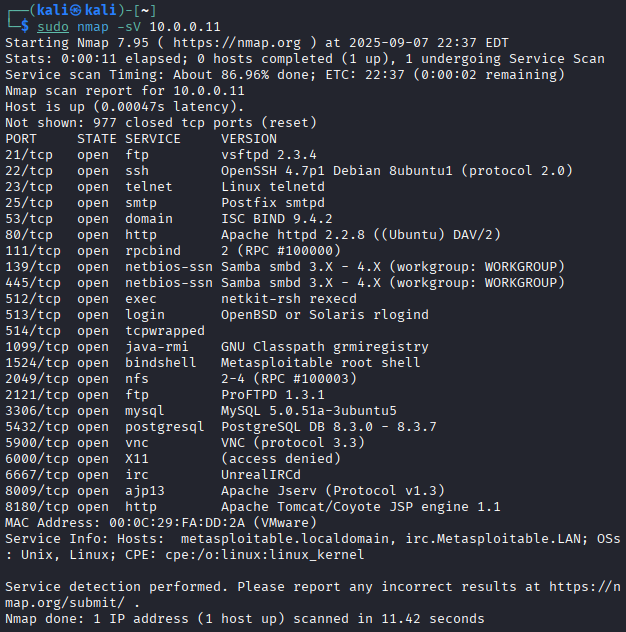 ┌──(kali㉿kali)-[~]
└─$ sudo nmap -sV 10.0.0.11
Starting Nmap 7.95 ( https://nmap.org ) at 2025-09-07 22:37 EDT
Stats: 0:00:11 elapsed; 0 hosts completed (1 up), 1 undergoing Service Scan
Service scan Timing: About 86.96% done; ETC: 22:37 (0:00:02 remaining)
Nmap scan report for 10.0.0.11
Host is up (0.00047s latency).
Not shown: 977 closed tcp ports (reset)
PORT     STATE SERVICE     VERSION
21/tcp   open  ftp         vsftpd 2.3.4
22/tcp   open  ssh         OpenSSH 4.7p1 Debian 8ubuntu1 (protocol 2.0)
23/tcp   open  telnet      Linux telnetd
25/tcp   open  smtp        Postfix smtpd
53/tcp   open  domain      ISC BIND 9.4.2
80/tcp   open  http        Apache httpd 2.2.8 ((Ubuntu) DAV/2)
111/tcp  open  rpcbind     2 (RPC #100000)
139/tcp  open  netbios-ssn Samba smbd 3.X - 4.X (workgroup: WORKGROUP)
445/tcp  open  netbios-ssn Samba smbd 3.X - 4.X (workgroup: WORKGROUP)
512/tcp  open  exec        netkit-rsh rexecd
513/tcp  open  login       OpenBSD or Solaris rlogind
514/tcp  open  tcpwrapped
1099/tcp open  java-rmi    GNU Classpath grmiregistry
1524/tcp open  bindshell   Metasploitable root shell
2049/tcp open  nfs         2-4 (RPC #100003)
2121/tcp open  ftp         ProFTPD 1.3.1
3306/tcp open  mysql       MySQL 5.0.51a-3ubuntu5
5432/tcp open  postgresql  PostgreSQL DB 8.3.0 - 8.3.7
5900/tcp open  vnc         VNC (protocol 3.3)
6000/tcp open  X11         (access denied)
6667/tcp open  irc         UnrealIRCd
8009/tcp open  ajp13       Apache Jserv (Protocol v1.3)
8180/tcp open  http        Apache Tomcat/Coyote JSP engine 1.1
MAC Address: 00:0C:29:FA:DD:2A (VMware)
Service Info: Hosts:  metasploitable.localdomain, irc.Metasploitable.LAN; OSs
: Unix, Linux; CPE: cpe:/o:linux:linux_kernel

Service detection performed. Please report any incorrect results at https://n
map.org/submit/ .
Nmap done: 1 IP address (1 host up) scanned in 11.42 seconds